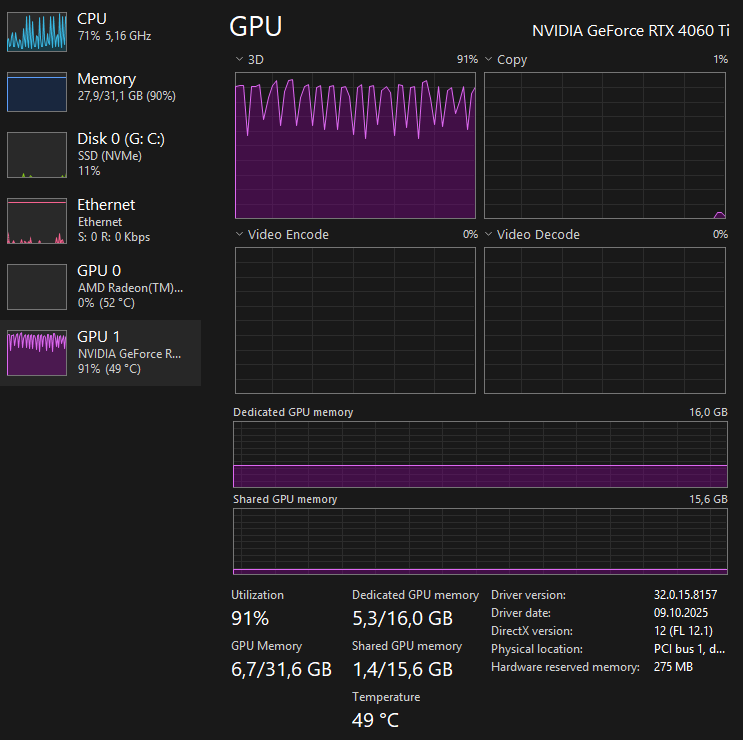 CPU
71% 5,16 GHz
Memory
27,9/31,1 GB (90%)
Disk 0 (G: C:)
SSD (NVMe)
11%
Ethernet
Ethernet
S: 0 R: 0 Kbps
GPU 0
AMD Radeon(TM)...
0% (52 °C)
GPU 1
NVIDIA GeForce R...
91% (49 °C)
GPU
NVIDIA GeForce RTX 4060 Ti
3D 91%
Copy 1%
Video Encode 0%
Video Decode 0%
Dedicated GPU memory 16,0 GB
Shared GPU memory 15,6 GB
Utilization
91%
Dedicated GPU memory
5,3/16,0 GB
GPU Memory
6,7/31,6 GB
Shared GPU memory
1,4/15,6 GB
Temperature
49 °C
Driver version: 32.0.15.8157
Driver date: 09.10.2025
DirectX version: 12 (FL 12.1)
Physical location: PCI bus 1, d...
Hardware reserved memory: 275 MB